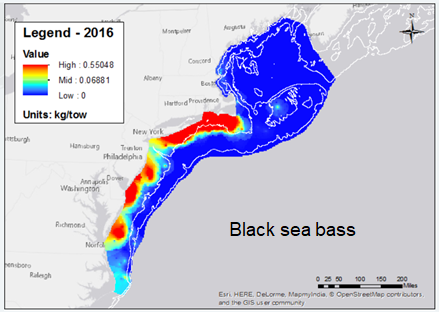 Legend - 2016
Value
High : 0.55048
Mid : 0.06881
Low : 0
Units: kg/tow
Montpelier
Augusta
Concord
Albany
Hartford
Providence
New York
Harrisburg
Trenton
Philadelphia
Annapolis
Dover
Washington
Richmond
Norfolk
Raleigh
Black sea bass
0 25 50 100 150 200
Miles
Esri, HERE, DeLorme, MapmyIndia, © OpenStreetMap contributors,
and the GIS user community